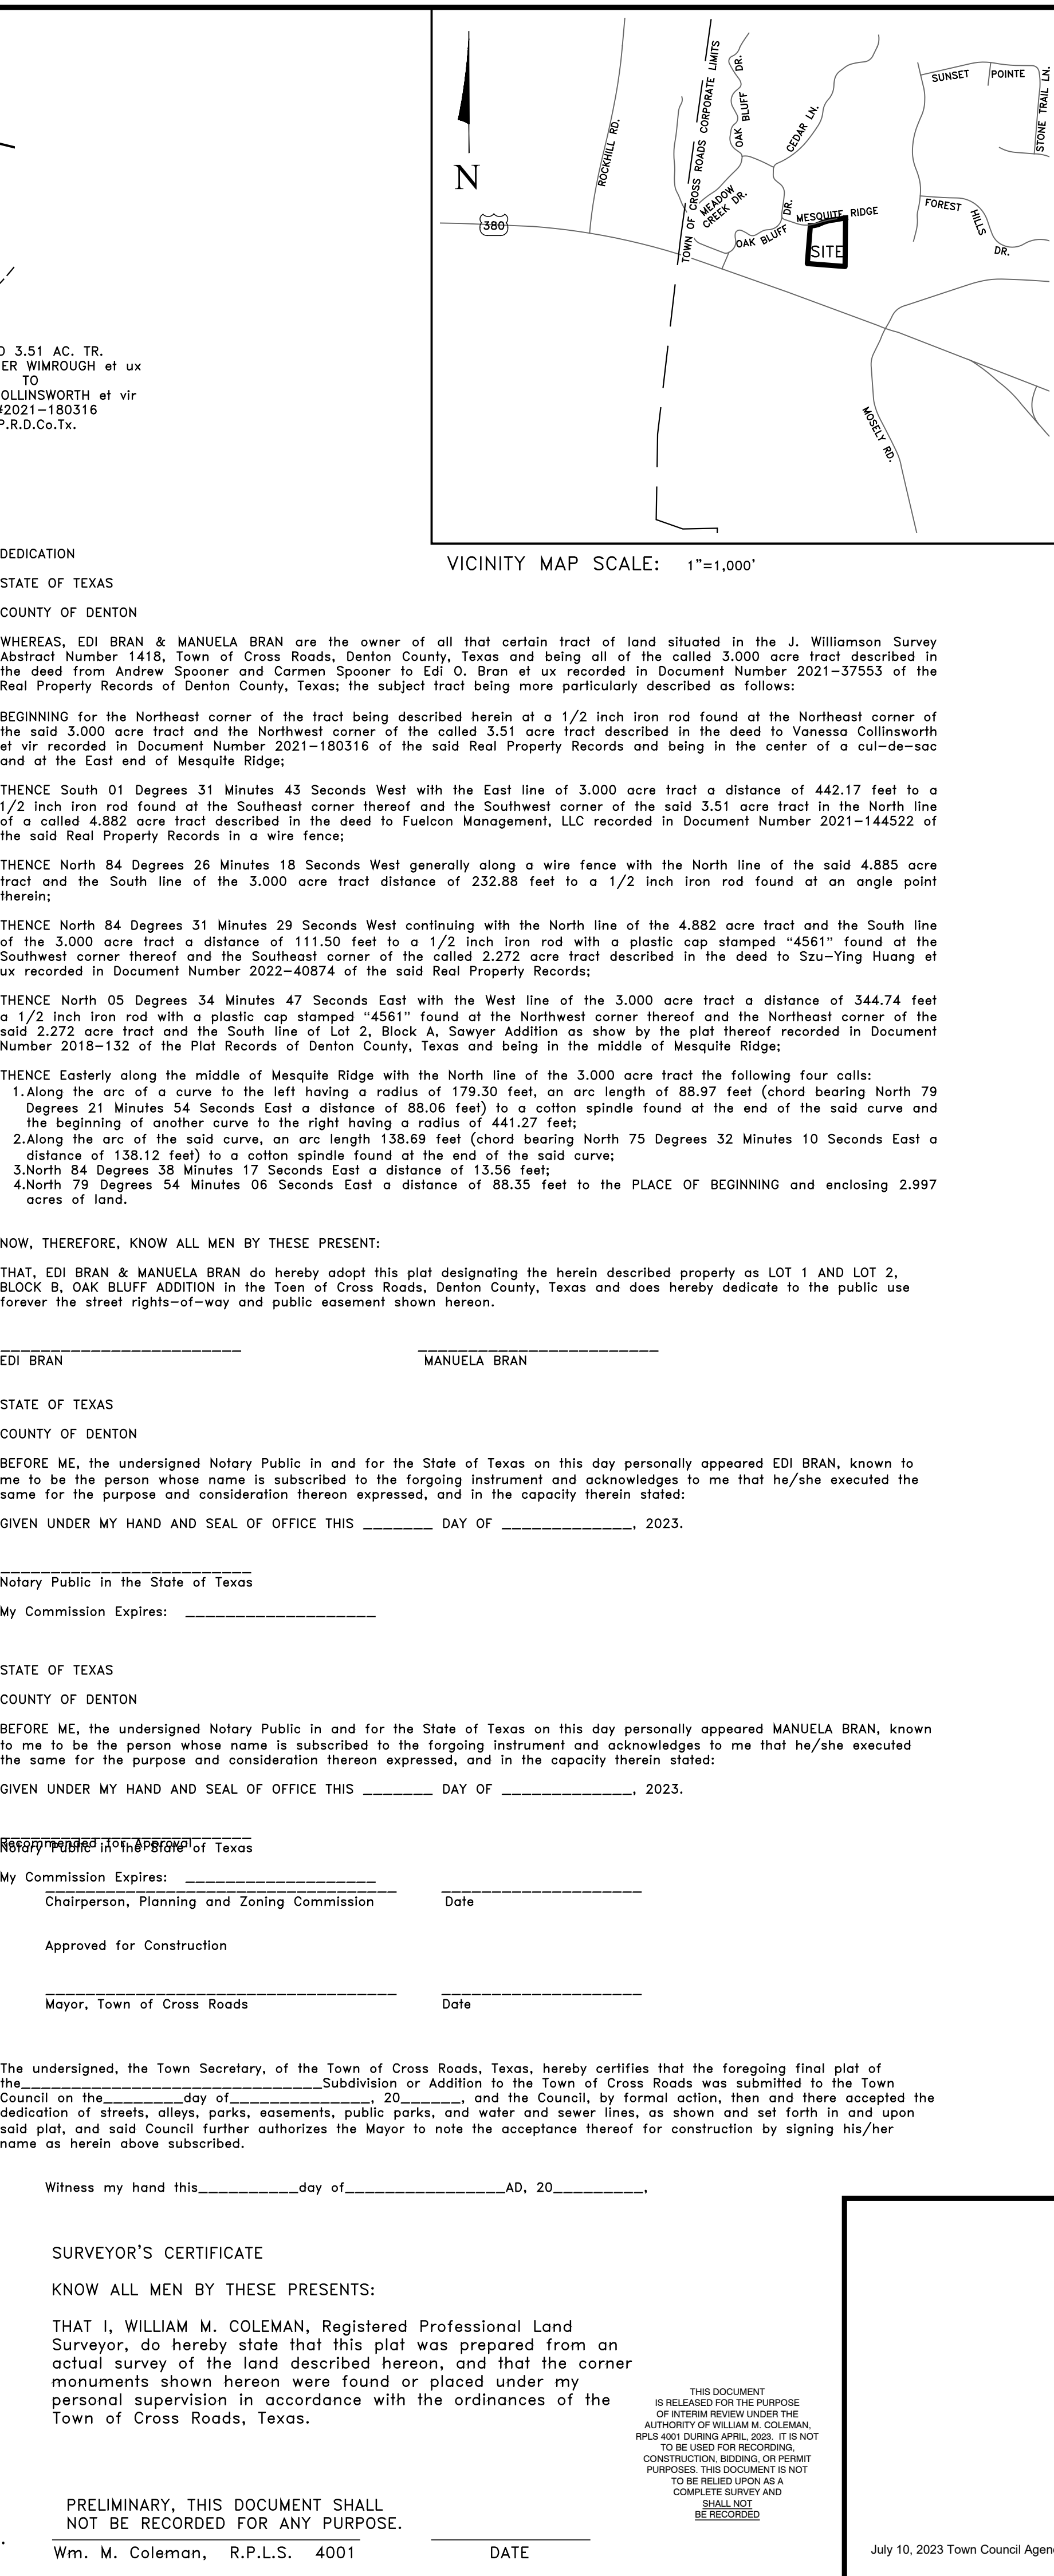 N
380
ROCKHILL RD.
TOWN OF CROSS ROADS CORPORATE LIMITS
OAK BLUFF DR.
CEDAR LN.
MEADOW
CREEK DR.
OAK BLUFF DR.
MESQUITE RIDGE
SITE
SUNSET POINTE
STONE TRAIL LN.
FOREST HILLS DR.
MOSELY RD.
VICINITY MAP SCALE: 1"=1,000'
3.51 AC. TR.
ER WIMROUGH et ux
TO
OLLINSWORTH et vir
#2021-180316
P.R.D.Co.Tx.
DEDICATION
STATE OF TEXAS
COUNTY OF DENTON
WHEREAS, EDI BRAN & MANUELA BRAN are the owner of all that certain tract of land situated in the J. Williamson Survey
Abstract Number 1418, Town of Cross Roads, Denton County, Texas and being all of the called 3.000 acre tract described in
the deed from Andrew Spooner and Carmen Spooner to Edi O. Bran et ux recorded in Document Number 2021-37553 of the
Real Property Records of Denton County, Texas; the subject tract being more particularly described as follows:
BEGINNING for the Northeast corner of the tract being described herein at a 1/2 inch iron rod found at the Northeast corner of
the said 3.000 acre tract and the Northwest corner of the called 3.51 acre tract described in the deed to Vanessa Collinsworth
et vir recorded in Document Number 2021-180316 of the said Real Property Records and being in the center of a cul-de-sac
and at the East end of Mesquite Ridge;
THENCE South 01 Degrees 31 Minutes 43 Seconds West with the East line of 3.000 acre tract a distance of 442.17 feet to a
1/2 inch iron rod found at the Southeast corner thereof and the Southwest corner of the said 3.51 acre tract in the North line
of a called 4.882 acre tract described in the deed to Fuelcon Management, LLC recorded in Document Number 2021-144522 of
the said Real Property Records in a wire fence;
THENCE North 84 Degrees 26 Minutes 18 Seconds West generally along a wire fence with the North line of the said 4.885 acre
tract and the South line of the 3.000 acre tract distance of 232.88 feet to a 1/2 inch iron rod found at an angle point
therein;
THENCE North 84 Degrees 31 Minutes 29 Seconds West continuing with the North line of the 4.882 acre tract and the South line
of the 3.000 acre tract a distance of 111.50 feet to a 1/2 inch iron rod with a plastic cap stamped “4561” found at the
Southwest corner thereof and the Southeast corner of the called 2.272 acre tract described in the deed to Szu-Ying Huang et
ux recorded in Document Number 2022-40874 of the said Real Property Records;
THENCE North 05 Degrees 34 Minutes 47 Seconds East with the West line of the 3.000 acre tract a distance of 344.74 feet
a 1/2 inch iron rod with a plastic cap stamped “4561” found at the Northwest corner thereof and the Northeast corner of the
said 2.272 acre tract and the South line of Lot 2, Block A, Sawyer Addition as show by the plat thereof recorded in Document
Number 2018-132 of the Plat Records of Denton County, Texas and being in the middle of Mesquite Ridge;
THENCE Easterly along the middle of Mesquite Ridge with the North line of the 3.000 acre tract the following four calls:
1.Along the arc of a curve to the left having a radius of 179.30 feet, an arc length of 88.97 feet (chord bearing North 79
Degrees 21 Minutes 54 Seconds East a distance of 88.06 feet) to a cotton spindle found at the end of the said curve and
the beginning of another curve to the right having a radius of 441.27 feet;
2.Along the arc of the said curve, an arc length 138.69 feet (chord bearing North 75 Degrees 32 Minutes 10 Seconds East a
distance of 138.12 feet) to a cotton spindle found at the end of the said curve;
3.North 84 Degrees 38 Minutes 17 Seconds East a distance of 13.56 feet;
4.North 79 Degrees 54 Minutes 06 Seconds East a distance of 88.35 feet to the PLACE OF BEGINNING and enclosing 2.997
acres of land.
NOW, THEREFORE, KNOW ALL MEN BY THESE PRESENT:
THAT, EDI BRAN & MANUELA BRAN do hereby adopt this plat designating the herein described property as LOT 1 AND LOT 2,
BLOCK B, OAK BLUFF ADDITION in the Toen of Cross Roads, Denton County, Texas and does hereby dedicate to the public use
forever the street rights-of-way and public easement shown hereon.
EDI BRAN MANUELA BRAN
STATE OF TEXAS
COUNTY OF DENTON
BEFORE ME, the undersigned Notary Public in and for the State of Texas on this day personally appeared EDI BRAN, known to
me to be the person whose name is subscribed to the forgoing instrument and acknowledges to me that he/she executed the
same for the purpose and consideration thereon expressed, and in the capacity therein stated:
GIVEN UNDER MY HAND AND SEAL OF OFFICE THIS _______ DAY OF _____________, 2023.
Notary Public in the State of Texas
My Commission Expires: ___________________
STATE OF TEXAS
COUNTY OF DENTON
BEFORE ME, the undersigned Notary Public in and for the State of Texas on this day personally appeared MANUELA BRAN, known
to me to be the person whose name is subscribed to the forgoing instrument and acknowledges to me that he/she executed
the same for the purpose and consideration thereon expressed, and in the capacity therein stated:
GIVEN UNDER MY HAND AND SEAL OF OFFICE THIS _______ DAY OF _____________, 2023.
Recommended for Approval
Notary Public in the State of Texas
My Commission Expires: ___________________
Chairperson, Planning and Zoning Commission Date
Approved for Construction
Mayor, Town of Cross Roads Date
The undersigned, the Town Secretary, of the Town of Cross Roads, Texas, hereby certifies that the foregoing final plat of
the______________________________Subdivision or Addition to the Town of Cross Roads was submitted to the Town
Council on the________day of______________, 20______, and the Council, by formal action, then and there accepted the
dedication of streets, alleys, parks, easements, public parks, and water and sewer lines, as shown and set forth in and upon
said plat, and said Council further authorizes the Mayor to note the acceptance thereof for construction by signing his/her
name as herein above subscribed.
Witness my hand this__________day of________________AD, 20_________,
SURVEYOR'S CERTIFICATE
KNOW ALL MEN BY THESE PRESENTS:
THAT I, WILLIAM M. COLEMAN, Registered Professional Land
Surveyor, do hereby state that this plat was prepared from an
actual survey of the land described hereon, and that the corner
monuments shown hereon were found or placed under my
personal supervision in accordance with the ordinances of the
Town of Cross Roads, Texas.
THIS DOCUMENT
IS RELEASED FOR THE PURPOSE
OF INTERIM REVIEW UNDER THE
AUTHORITY OF WILLIAM M. COLEMAN,
RPLS 4001 DURING APRIL, 2023. IT IS NOT
TO BE USED FOR RECORDING,
CONSTRUCTION, BIDDING, OR PERMIT
PURPOSES. THIS DOCUMENT IS NOT
TO BE RELIED UPON AS A
COMPLETE SURVEY AND
SHALL NOT
BE RECORDED
PRELIMINARY, THIS DOCUMENT SHALL
NOT BE RECORDED FOR ANY PURPOSE.
Wm. M. Coleman, R.P.L.S. 4001 DATE
July 10, 2023 Town Council Agen